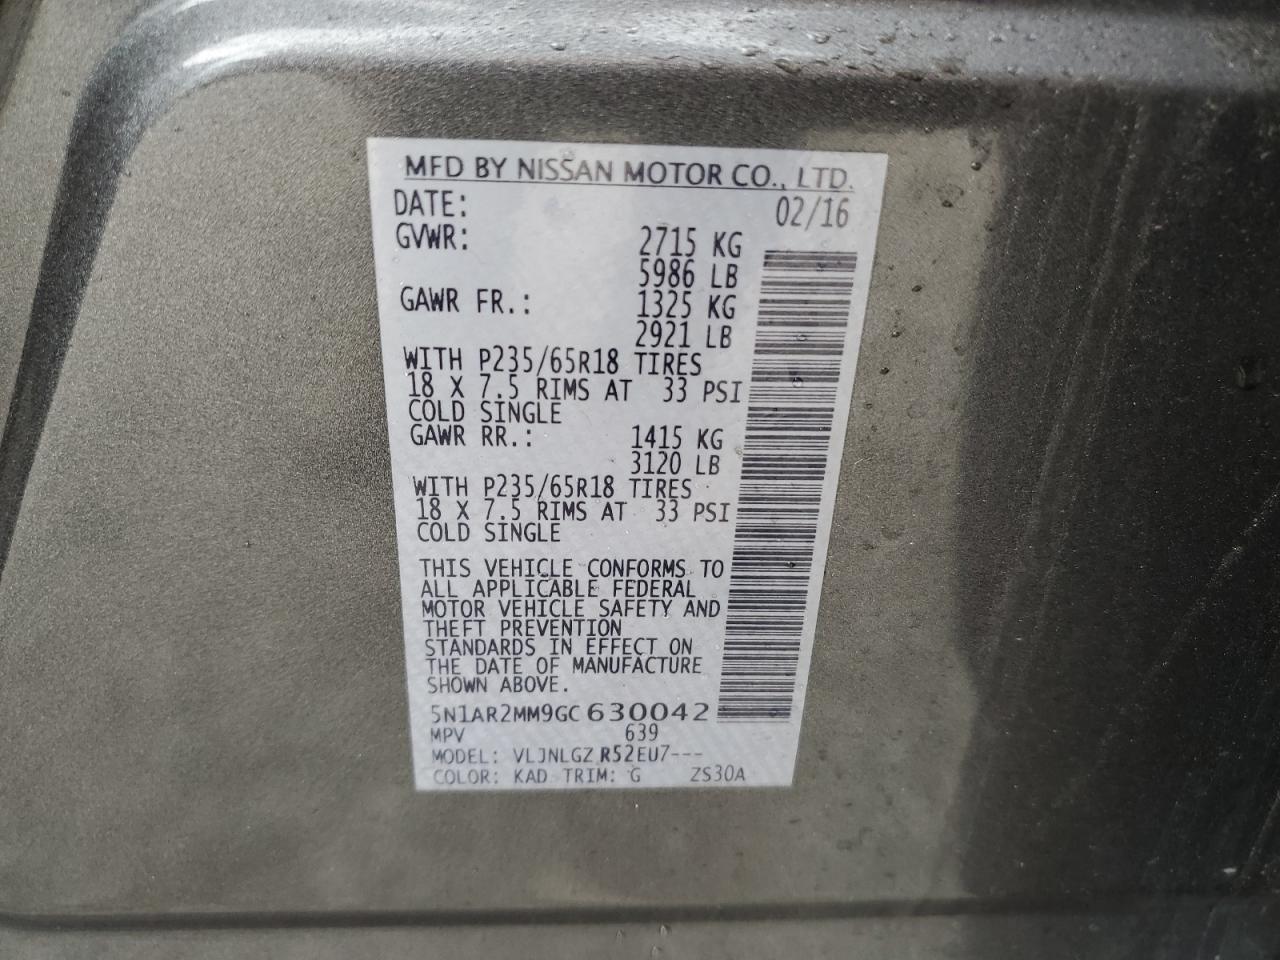 MFD BY NISSAN MOTOR CO., LTD.
DATE: 02/16
GVWR: 2715 KG
5986 LB
GAWR FR.: 1325 KG
2921 LB
WITH P235/65R18 TIRES
18 X 7.5 RIMS AT 33 PSI
COLD SINGLE
GAWR RR.: 1415 KG
3120 LB
WITH P235/65R18 TIRES
18 X 7.5 RIMS AT 33 PSI
COLD SINGLE
THIS VEHICLE CONFORMS TO
ALL APPLICABLE FEDERAL
MOTOR VEHICLE SAFETY AND
THEFT PREVENTION
STANDARDS IN EFFECT ON
THE DATE OF MANUFACTURE
SHOWN ABOVE.
5N1AR2MM9GC630042
MPV 639
MODEL: VLJNLGZ R52EU7---
COLOR: KAD TRIM: G ZS30A